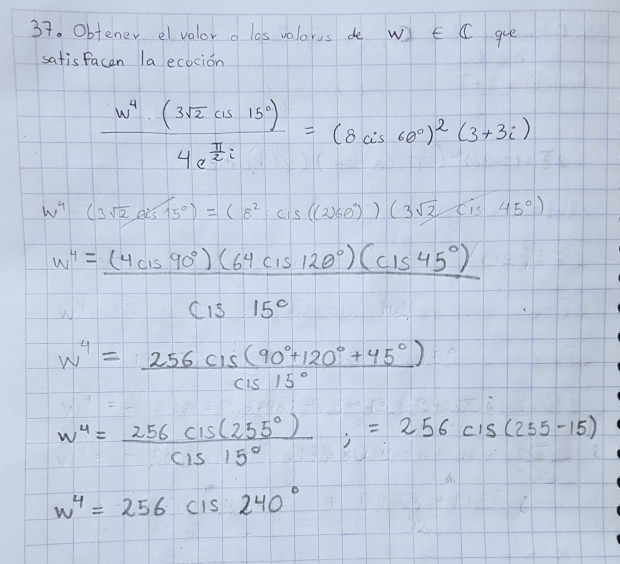 37. Obtener el valor o los valores de w ∈ ℂ que
satisfacen la ecoción
w⁴ · (3√2 cis 15°) / 4e^(π/2 i) = (8 cis 60°)² (3+3i)
w⁴ (3√2 cis 15°) = (8² cis((2)60°)) (3√2 cis 45°)
w⁴ = (4 cis 90°)(64 cis 120°)(cis 45°) / cis 15°
w⁴ = 256 cis(90°+120°+45°) / cis 15°
w⁴ = 256 cis(255°) / cis 15° ; = 256 cis(255-15)
w⁴ = 256 cis 240°